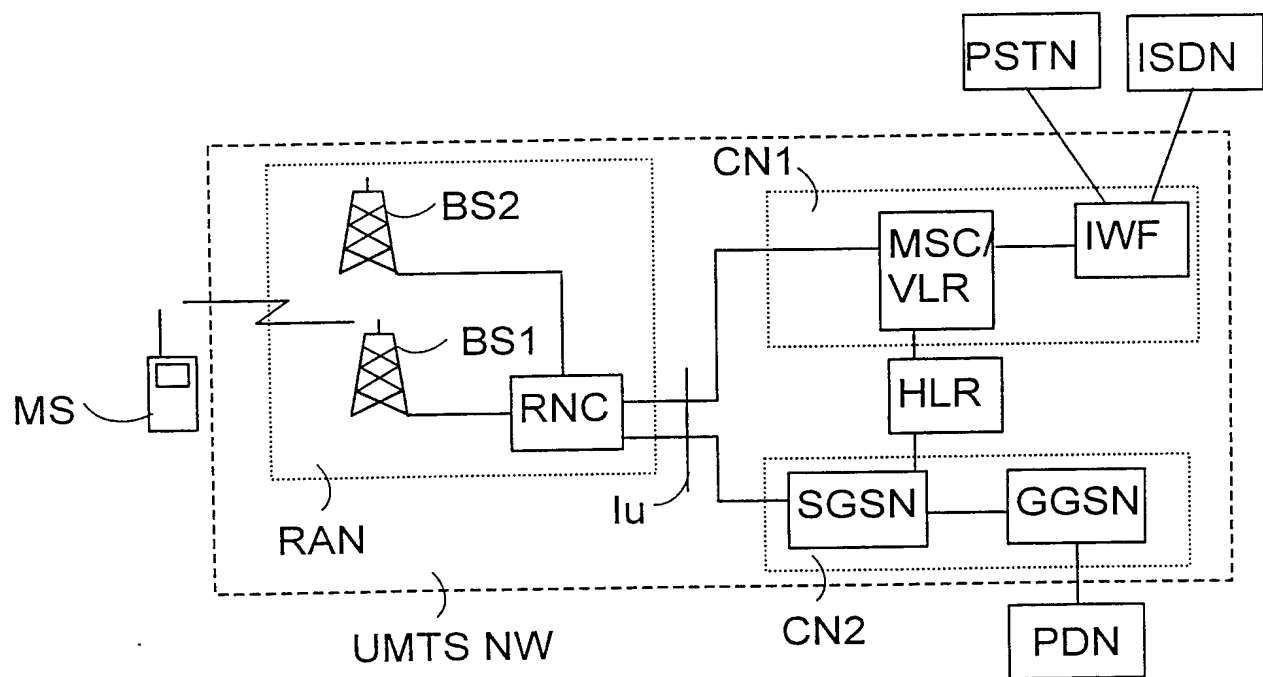 PSTN
ISDN
CN1
BS2
MSC/
VLR
IWF
BS1
MS
RNC
HLR
Iu
SGSN
GGSN
RAN
UMTS NW
CN2
PDN